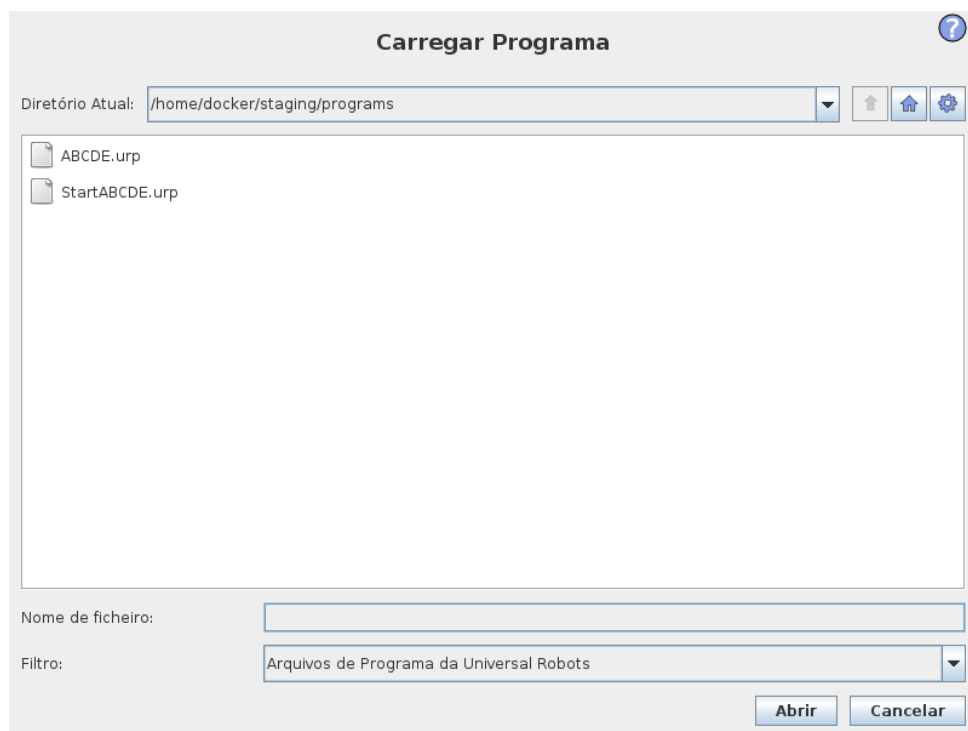 Carregar Programa
?
Diretório Atual: /home/docker/staging/programs
ABCDE.urp
StartABCDE.urp
Nome de ficheiro:
Filtro: Arquivos de Programa da Universal Robots
Abrir Cancelar